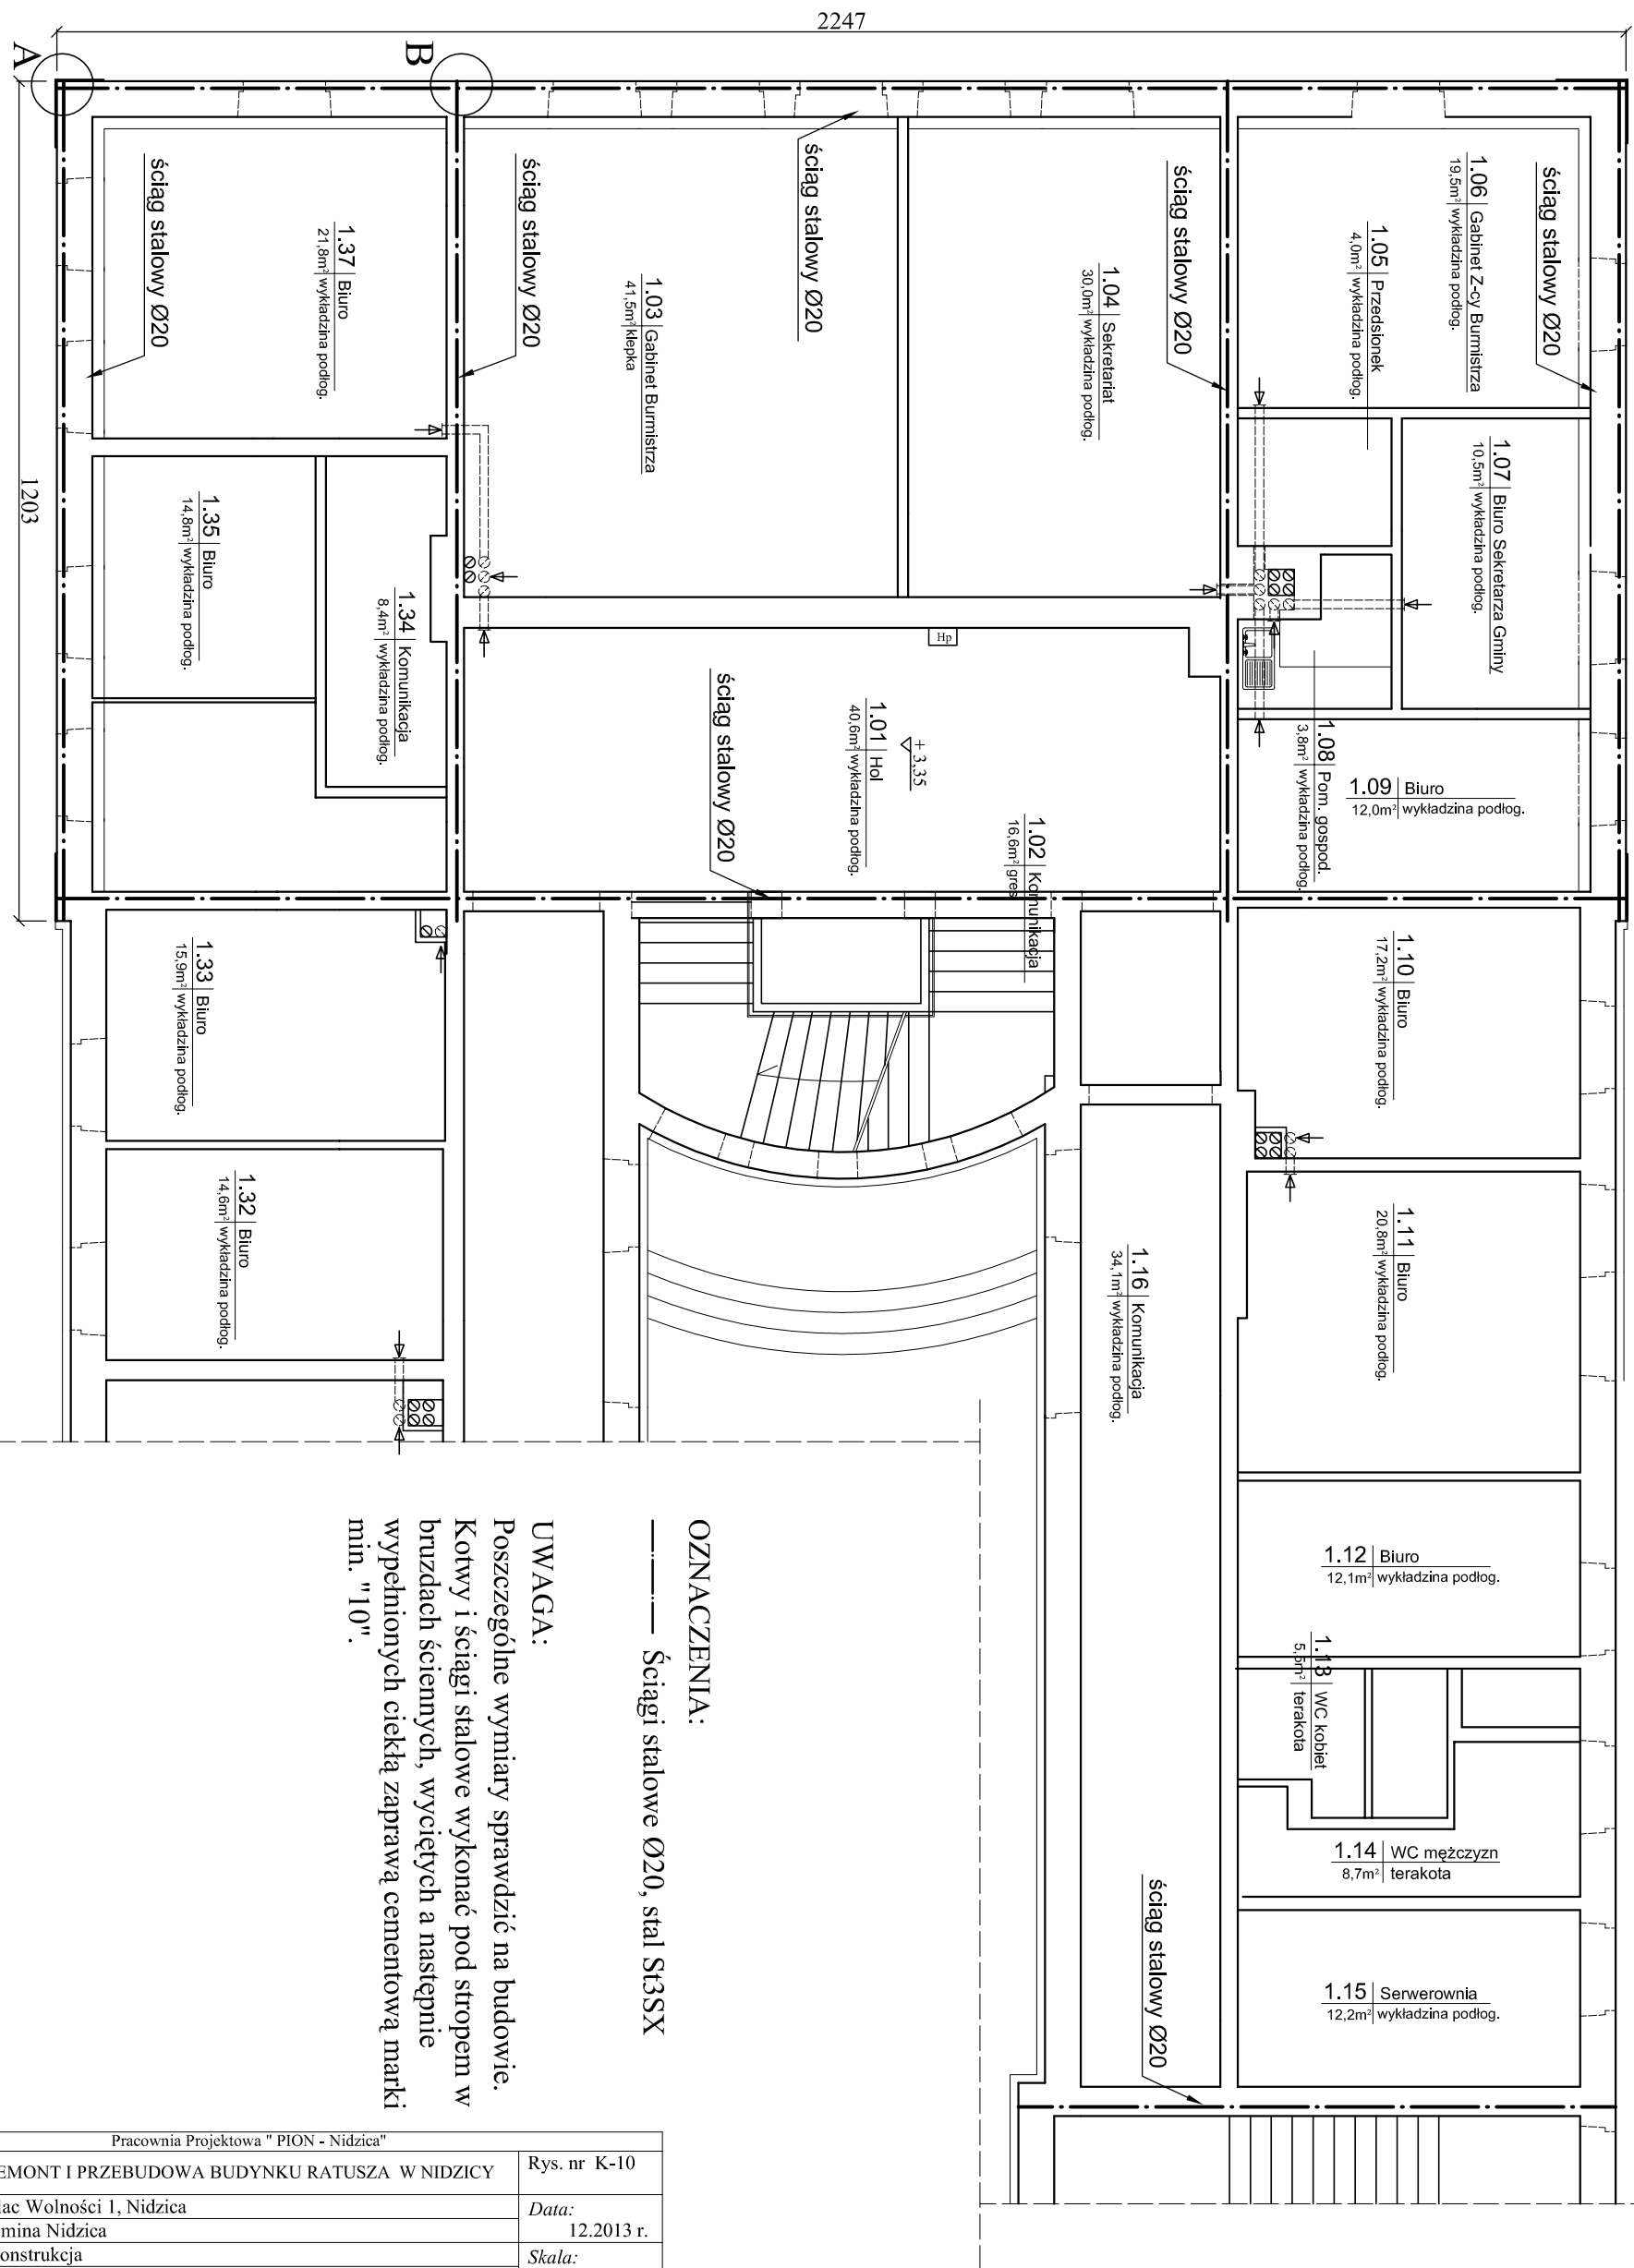 2247
A
B
1203
ściąg stalowy Ø20
ściąg stalowy Ø20
ściąg stalowy Ø20
ściąg stalowy Ø20
ściąg stalowy Ø20
1.37 Biuro
21,8m² wykładzina podłog.
1.03 Gabinet Burmistrza
41,5m² klepka
1.04 Sekretariat
30,0m² wykładzina podłog.
1.05 Przedsionek
4,0m² wykładzina podłog.
1.06 Gabinet Z-cy Burmistrza
19,5m² wykładzina podłog.
1.07 Biuro Sekretarza Gminy
10,5m² wykładzina podłog.
1.35 Biuro
14,8m² wykładzina podłog.
1.34 Komunikacja
8,4m² wykładzina podłog.
Hp
ściąg stalowy Ø20
1.01 Hol
40,6m² wykładzina podłog.
+3,35
1.02 Komunikacja
16,6m² gres
1.08 Pom. gospod.
3,8m² wykładzina podłog.
1.09 Biuro
12,0m² wykładzina podłog.
1.33 Biuro
15,9m² wykładzina podłog.
1.10 Biuro
17,2m² wykładzina podłog.
1.32 Biuro
14,6m² wykładzina podłog.
1.16 Komunikacja
34,1m² wykładzina podłog.
1.11 Biuro
20,8m² wykładzina podłog.
1.12 Biuro
12,1m² wykładzina podłog.
1.13 WC kobiet
5,5m² terakota
1.14 WC mężczyzn
8,7m² terakota
1.15 Serwerownia
12,2m² wykładzina podłog.
ściąg stalowy Ø20
OZNACZENIA:
Ściągi stalowe Ø20, stal St3SX
UWAGA:
Poszczególne wymiary sprawdzić na budowie.
Kotwy i ściągi stalowe wykonać pod stropem w
bruzdach ściennych, wyciętych a następnie
wypełnionych ciekłą zaprawą cementową marki
min. "10".
Pracownia Projektowa " PION - Nidzica"
EMONT I PRZEBUDOWA BUDYNKU RATUSZA W NIDZICY
Rys. nr K-10
lac Wolności 1, Nidzica
Data:
mina Nidzica
12.2013 r.
onstrukcja
Skala: